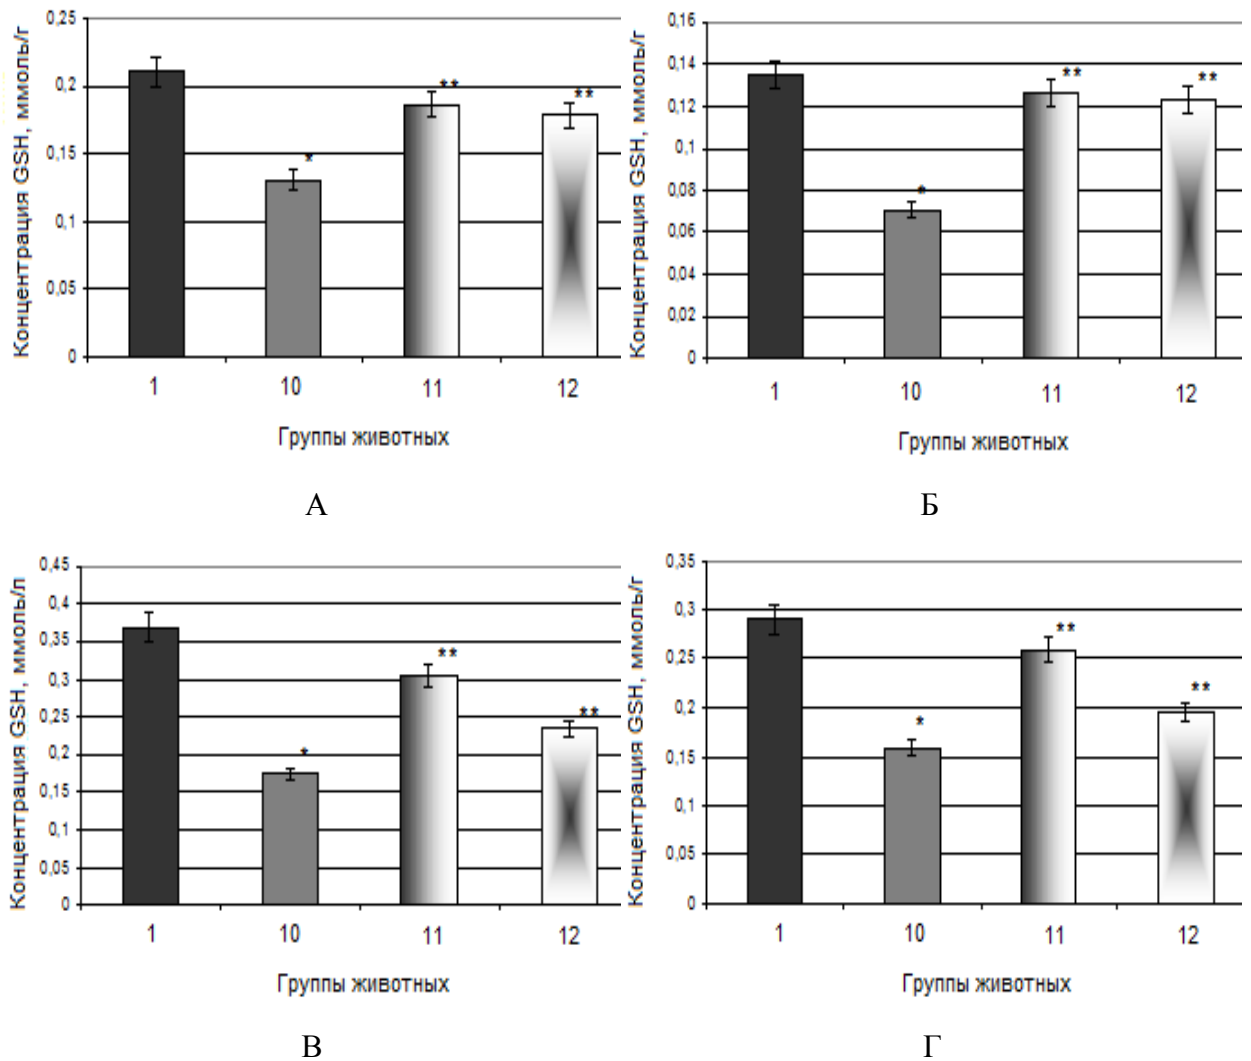 Концентрация GSH, ммоль/г
0,25
0,2
0,15
0,1
0,05
0
*
**
**
1 10 11 12
Группы животных
А
Концентрация GSH, ммоль/г
0,16
0,14
0,12
0,1
0,08
0,06
0,04
0,02
0
*
**
**
1 10 11 12
Группы животных
Б
Концентрация GSH, ммоль/л
0,45
0,4
0,35
0,3
0,25
0,2
0,15
0,1
0,05
0
*
**
**
1 10 11 12
Группы животных
В
Концентрация GSH, ммоль/г
0,35
0,3
0,25
0,2
0,15
0,1
0,05
0
*
**
**
1 10 11 12
Группы животных
Г